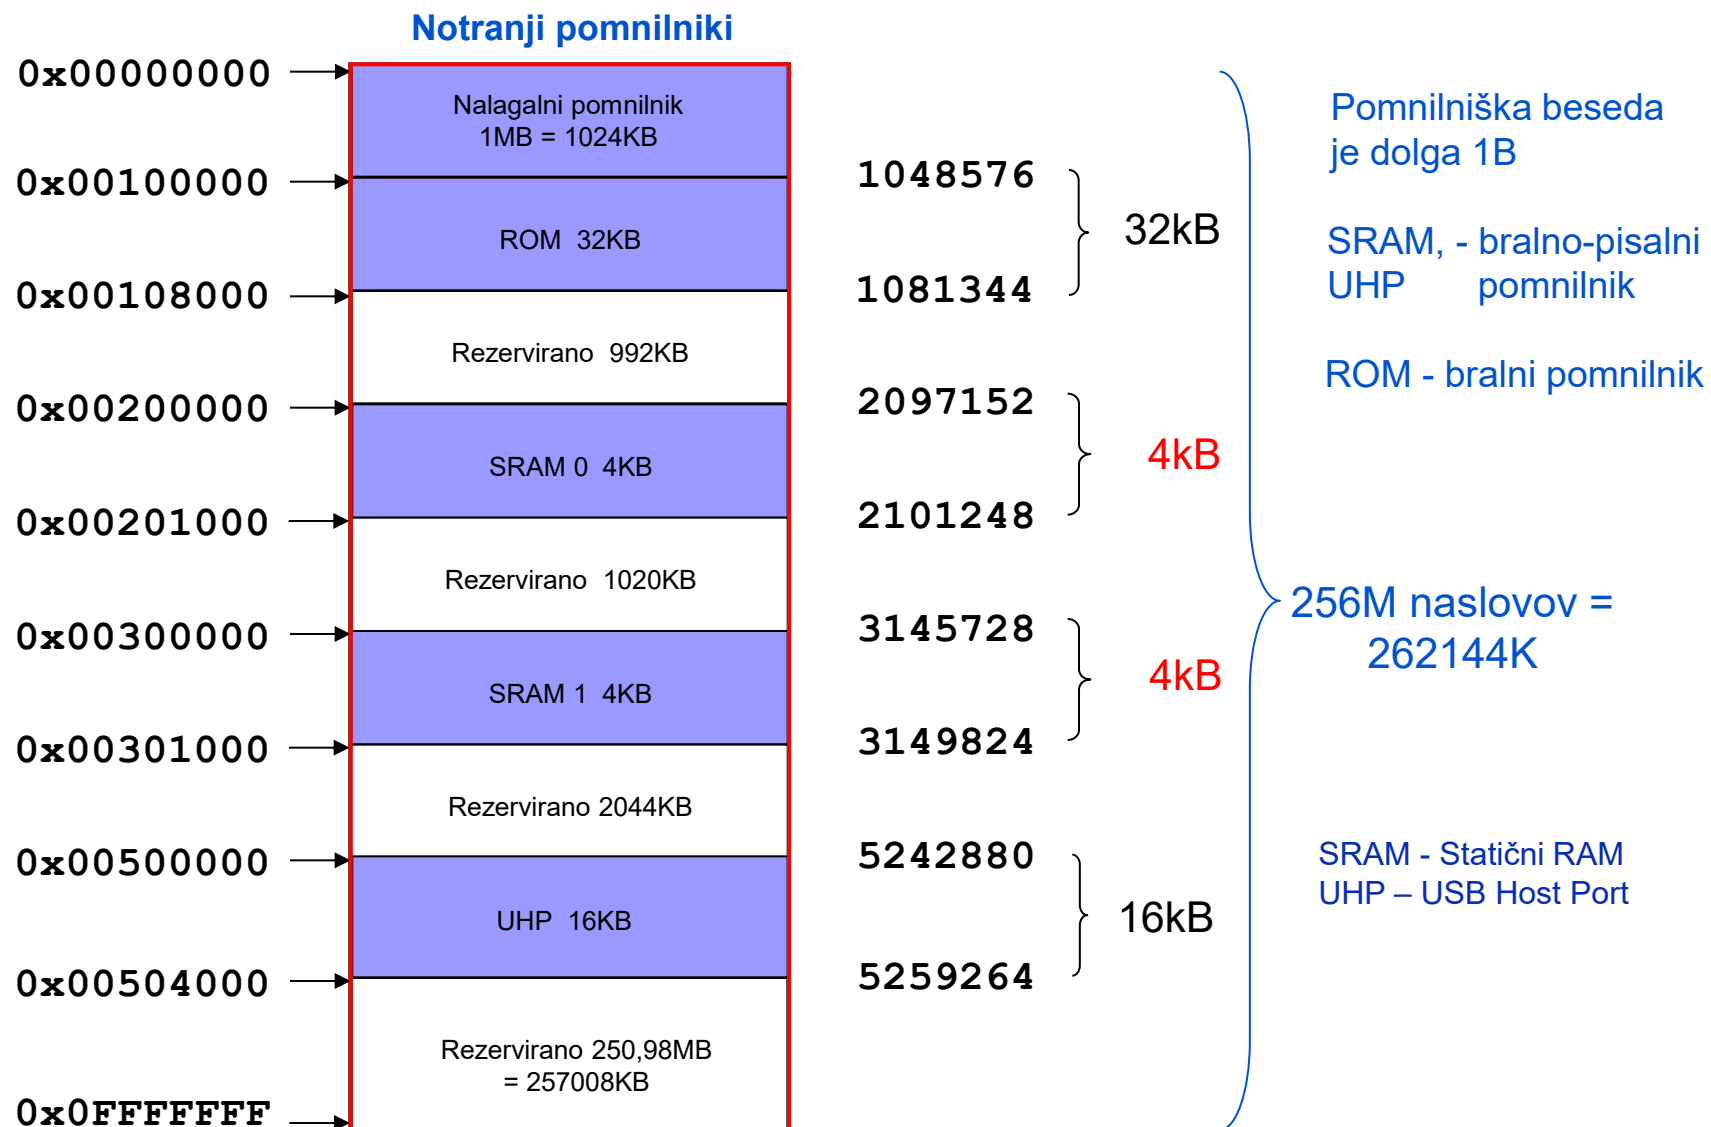 Notranji pomnilniki
0x00000000
Nalagalni pomnilnik
1MB = 1024KB
0x00100000
ROM  32KB
0x00108000
Rezervirano  992KB
0x00200000
SRAM 0  4KB
0x00201000
Rezervirano  1020KB
0x00300000
SRAM 1  4KB
0x00301000
Rezervirano 2044KB
0x00500000
UHP  16KB
0x00504000
Rezervirano 250,98MB
= 257008KB
0x0FFFFFFF
1048576
32kB
1081344
2097152
4kB
2101248
3145728
4kB
3149824
5242880
16kB
5259264
Pomnilniška beseda
je dolga 1B
SRAM, - bralno-pisalni
UHP pomnilnik
ROM - bralni pomnilnik
256M naslovov =
262144K
SRAM - Statični RAM
UHP – USB Host Port